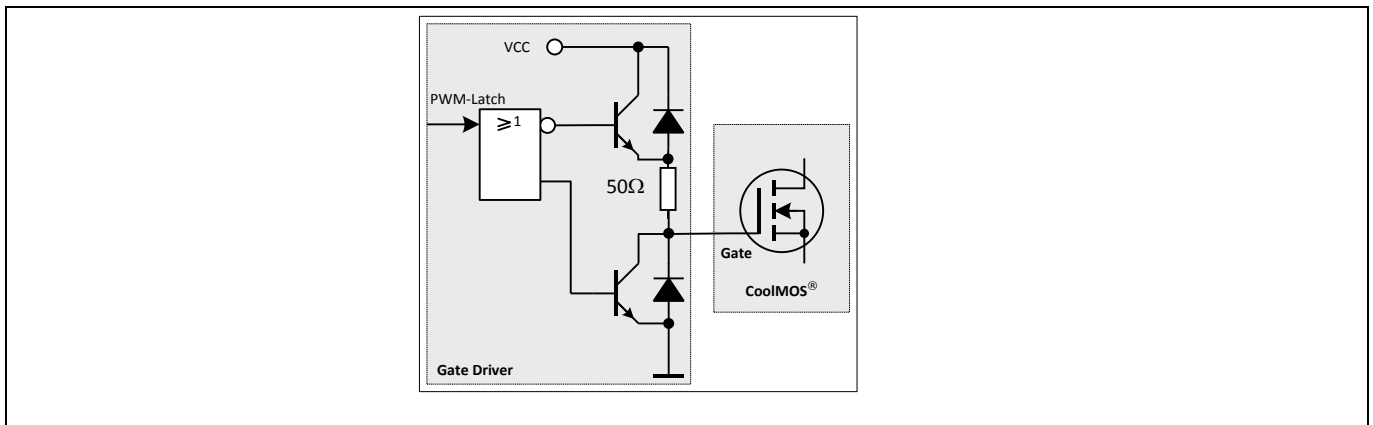 VCC
PWM-Latch
≥1
50Ω
Gate
CoolMOS®
Gate Driver